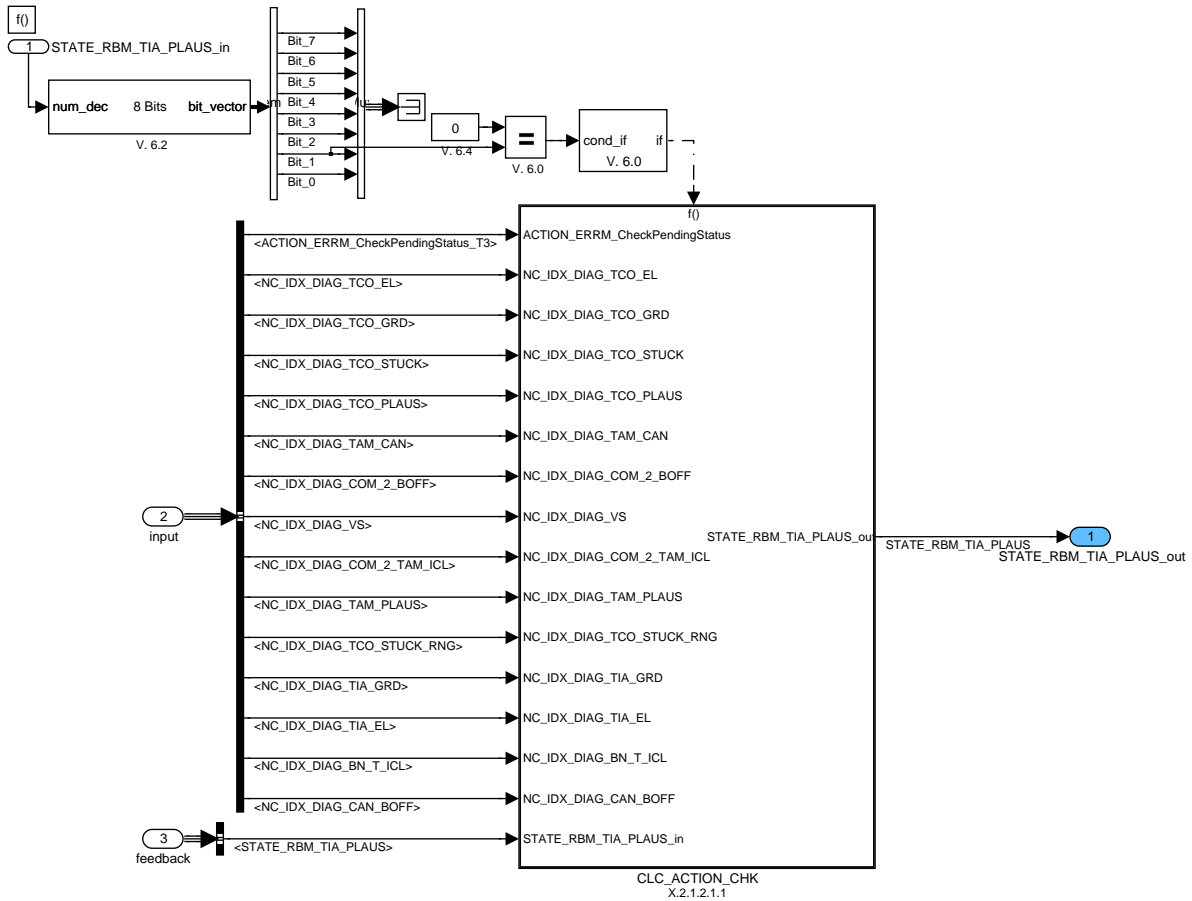 f()
1
STATE_RBM_TIA_PLAUS_in
num_dec
8 Bits
bit_vector
V. 6.2
Bit_7
Bit_6
Bit_5
Bit_4
Bit_3
Bit_2
Bit_1
Bit_0
0
V. 6.4
=
V. 6.0
cond_if
if
V. 6.0
f()
<ACTION_ERRM_CheckPendingStatus_T3>
ACTION_ERRM_CheckPendingStatus
<NC_IDX_DIAG_TCO_EL>
NC_IDX_DIAG_TCO_EL
<NC_IDX_DIAG_TCO_GRD>
NC_IDX_DIAG_TCO_GRD
<NC_IDX_DIAG_TCO_STUCK>
NC_IDX_DIAG_TCO_STUCK
<NC_IDX_DIAG_TCO_PLAUS>
NC_IDX_DIAG_TCO_PLAUS
<NC_IDX_DIAG_TAM_CAN>
NC_IDX_DIAG_TAM_CAN
<NC_IDX_DIAG_COM_2_BOFF>
NC_IDX_DIAG_COM_2_BOFF
2
input
<NC_IDX_DIAG_VS>
NC_IDX_DIAG_VS
<NC_IDX_DIAG_COM_2_TAM_ICL>
NC_IDX_DIAG_COM_2_TAM_ICL
<NC_IDX_DIAG_TAM_PLAUS>
NC_IDX_DIAG_TAM_PLAUS
<NC_IDX_DIAG_TCO_STUCK_RNG>
NC_IDX_DIAG_TCO_STUCK_RNG
<NC_IDX_DIAG_TIA_GRD>
NC_IDX_DIAG_TIA_GRD
<NC_IDX_DIAG_TIA_EL>
NC_IDX_DIAG_TIA_EL
<NC_IDX_DIAG_BN_T_ICL>
NC_IDX_DIAG_BN_T_ICL
<NC_IDX_DIAG_CAN_BOFF>
NC_IDX_DIAG_CAN_BOFF
3
feedback
<STATE_RBM_TIA_PLAUS>
STATE_RBM_TIA_PLAUS_in
STATE_RBM_TIA_PLAUS_out
STATE_RBM_TIA_PLAUS
1
STATE_RBM_TIA_PLAUS_out
CLC_ACTION_CHK
X.2.1.2.1.1